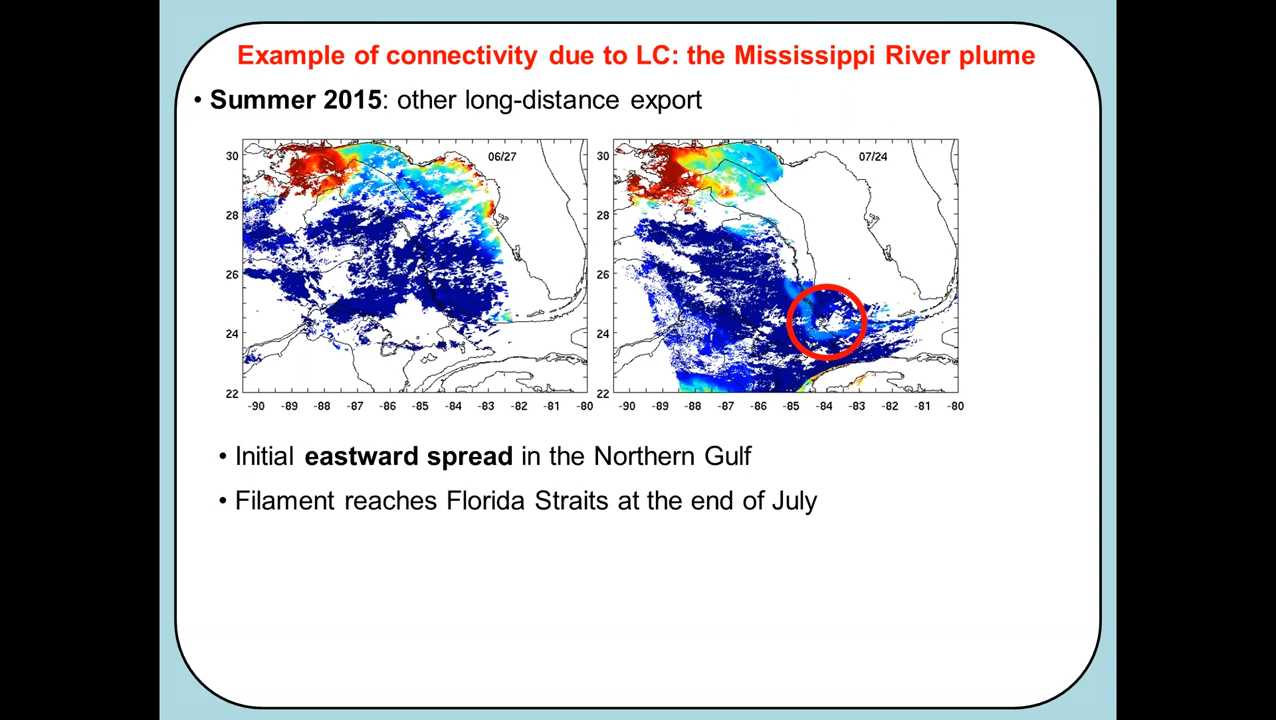 Example of connectivity due to LC: the Mississippi River plume
• Summer 2015: other long-distance export
30 06/27
28
26
24
22
-90 -89 -88 -87 -86 -85 -84 -83 -82 -81 -80
30 07/24
28
26
24
22
-90 -89 -88 -87 -86 -85 -84 -83 -82 -81 -80
• Initial eastward spread in the Northern Gulf
• Filament reaches Florida Straits at the end of July